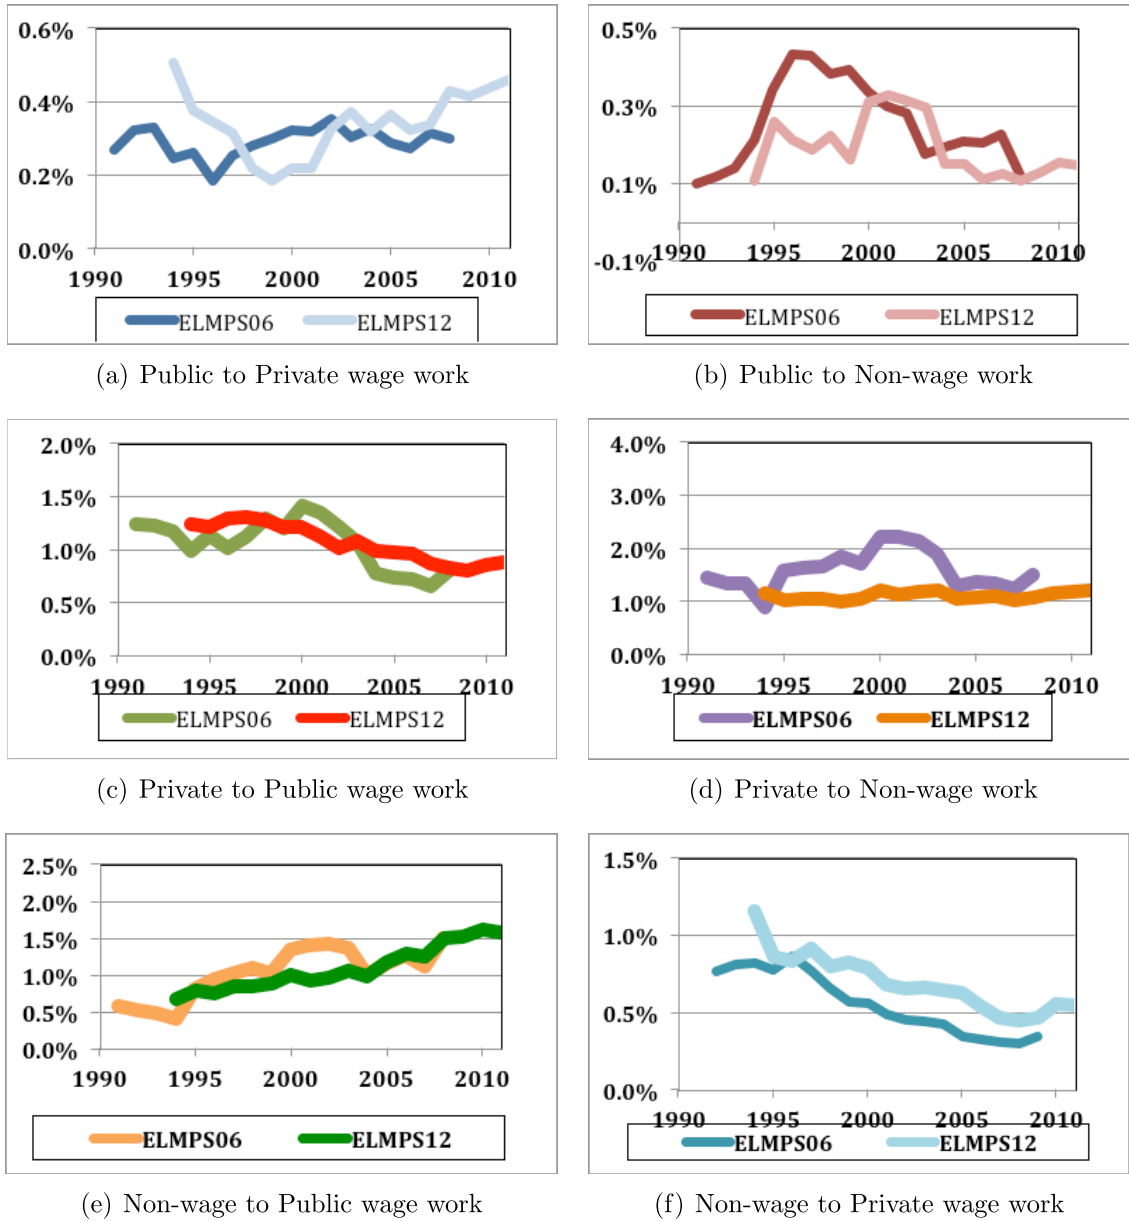 0.6%
0.4%
0.2%
0.0%
1990 1995 2000 2005 2010
ELMPS06 ELMPS12
(a) Public to Private wage work
0.5%
0.3%
0.1%
-0.1%
1990 1995 2000 2005 2010
ELMPS06 ELMPS12
(b) Public to Non-wage work
2.0%
1.5%
1.0%
0.5%
0.0%
1990 1995 2000 2005 2010
ELMPS06 ELMPS12
(c) Private to Public wage work
4.0%
3.0%
2.0%
1.0%
0.0%
1990 1995 2000 2005 2010
ELMPS06 ELMPS12
(d) Private to Non-wage work
2.5%
2.0%
1.5%
1.0%
0.5%
0.0%
1990 1995 2000 2005 2010
ELMPS06 ELMPS12
(e) Non-wage to Public wage work
1.5%
1.0%
0.5%
0.0%
1990 1995 2000 2005 2010
ELMPS06 ELMPS12
(f) Non-wage to Private wage work